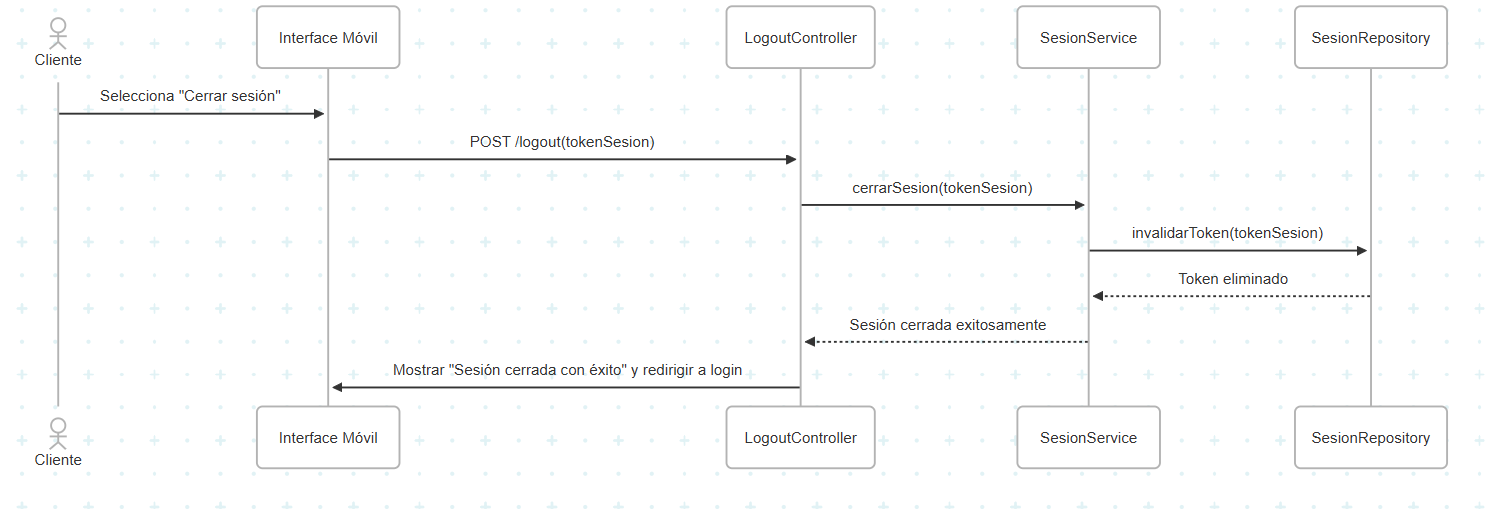 Cliente
Interface Móvil
LogoutController
SesionService
SesionRepository
Selecciona "Cerrar sesión"
POST /logout(tokenSesion)
cerrarSesion(tokenSesion)
invalidarToken(tokenSesion)
Token eliminado
Sesión cerrada exitosamente
Mostrar "Sesión cerrada con éxito" y redirigir a login
Cliente
Interface Móvil
LogoutController
SesionService
SesionRepository